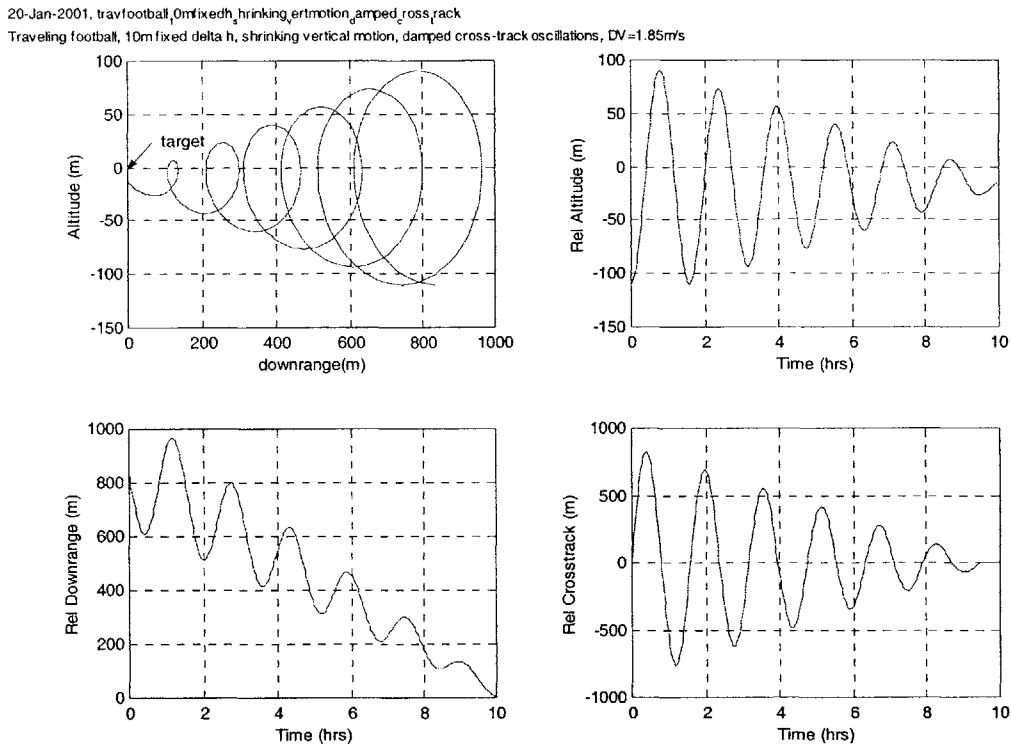 20-Jan-2001, travfootball₁0mfixedhₛhrinkingᵥertmotion,damped꜀rossₜrack
Traveling football, 10m fixed delta h, shrinking vertical motion, damped cross-track oscillations, DV=1.85m/s
100
50
0
-50
-100
-150
Altitude (m)
target
0 200 400 600 800 1000
downrange(m)
100
50
0
-50
-100
-150
Rel Altitude (m)
0 2 4 6 8 10
Time (hrs)
1000
800
600
400
200
0
Rel Downrange (m)
0 2 4 6 8 10
Time (hrs)
1000
500
0
-500
-1000
Rel Crosstrack (m)
0 2 4 6 8 10
Time (hrs)